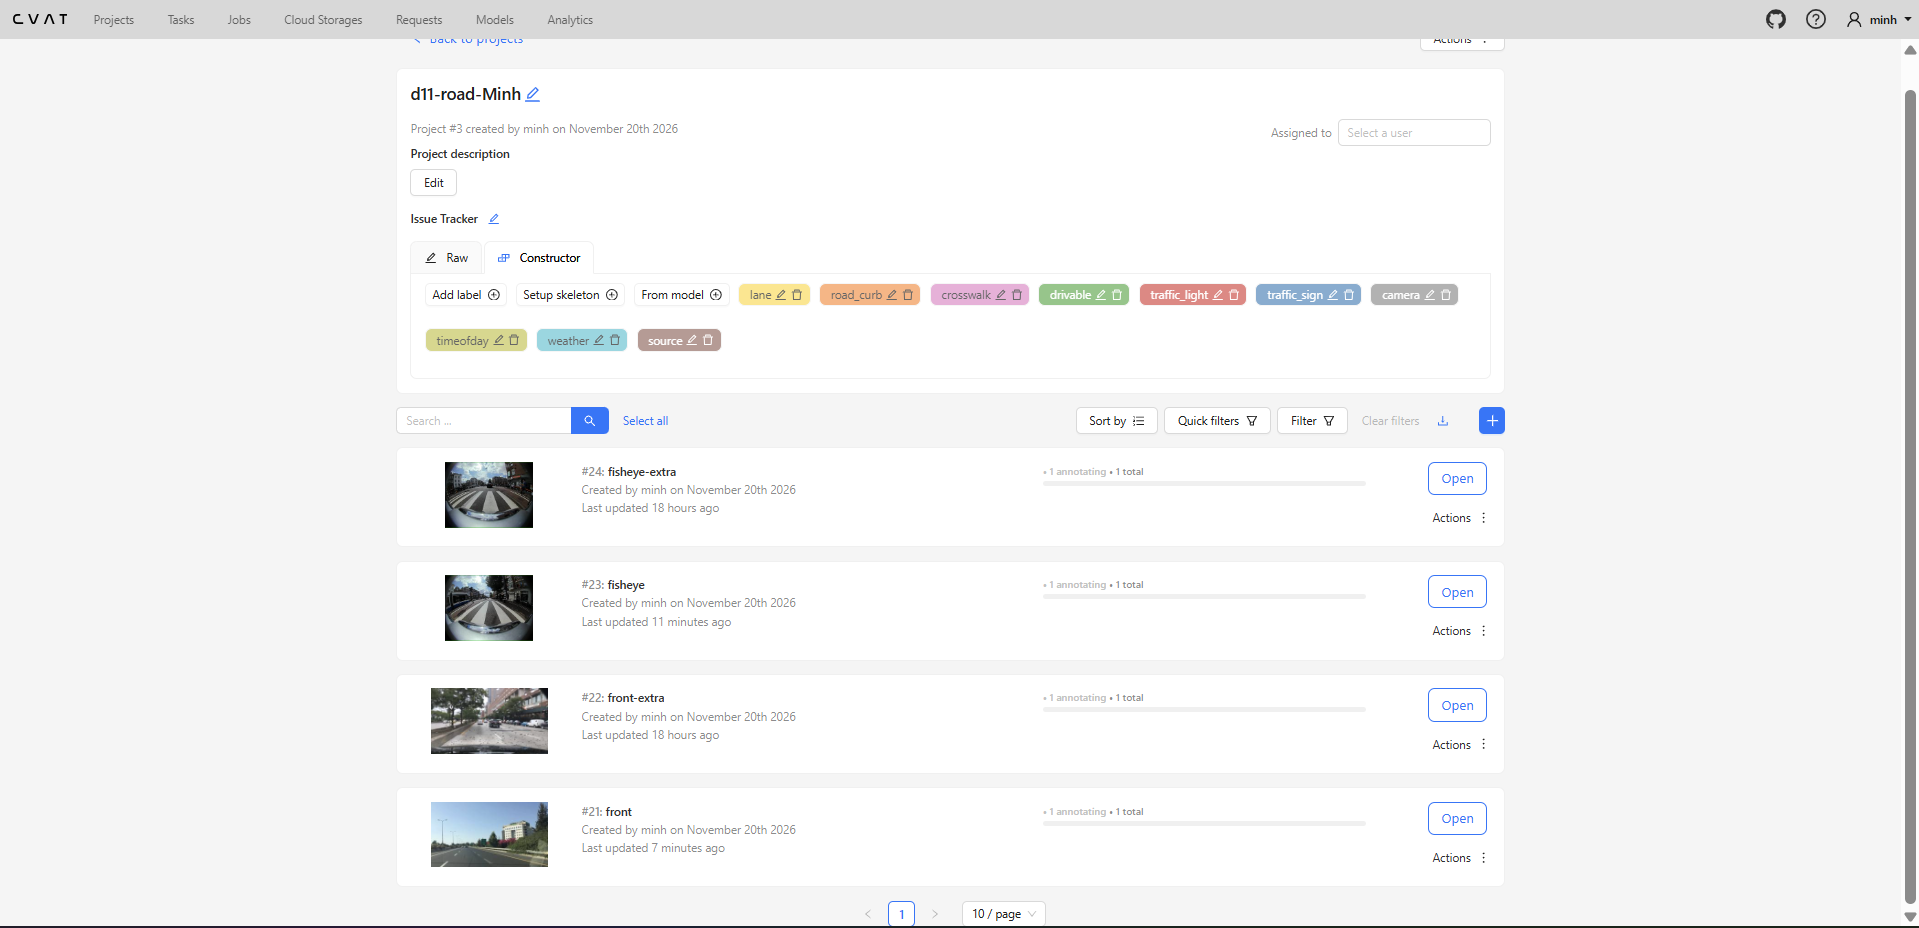 CVAT Projects Tasks Jobs Cloud Storages Requests Models Analytics minh
Back to projects Actions
d11-road-Minh
Project #3 created by minh on November 20th 2026
Assigned to Select a user
Project description
Edit
Issue Tracker
Raw Constructor
Add label Setup skeleton From model lane road_curb crosswalk drivable traffic_light traffic_sign camera
timeofday weather source
Search ... Select all Sort by Quick filters Filter Clear filters
#24: fisheye-extra
Created by minh on November 20th 2026
Last updated 18 hours ago
• 1 annotating • 1 total
Open
Actions
#23: fisheye
Created by minh on November 20th 2026
Last updated 11 minutes ago
• 1 annotating • 1 total
Open
Actions
#22: front-extra
Created by minh on November 20th 2026
Last updated 18 hours ago
• 1 annotating • 1 total
Open
Actions
#21: front
Created by minh on November 20th 2026
Last updated 7 minutes ago
• 1 annotating • 1 total
Open
Actions
1 10 / page